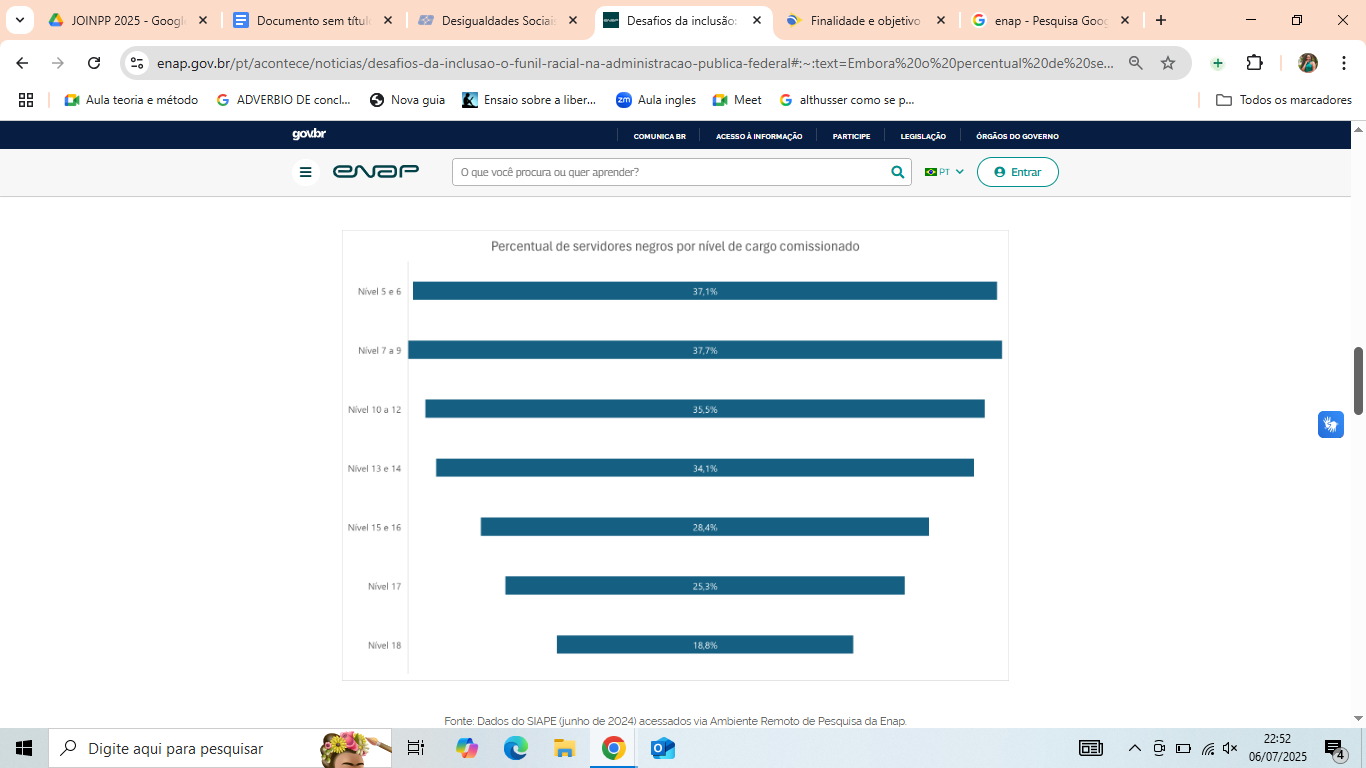 JOINPP 2025 - Google
Documento sem título
Desigualdades Sociais
Desafios da inclusão:
Finalidade e objetivo
enap - Pesquisa Goog
enap.gov.br/pt/acontece/noticias/desafios-da-inclusao-o-funil-racial-na-administracao-publica-federal#:~:text=Embora%20o%20percentual%20de%20se...
Aula teoria e método
ADVERBIO DE concl...
Nova guia
Ensaio sobre a liber...
zm Aula ingles
Meet
althusser como se p...
Todos os marcadores
gov.br
COMUNICA BR
ACESSO À INFORMAÇÃO
PARTICIPE
LEGISLAÇÃO
ÓRGÃOS DO GOVERNO
enap
O que você procura ou quer aprender?
PT
Entrar
Percentual de servidores negros por nível de cargo comissionado
Nível 5 e 6 37,1%
Nível 7 a 9 37,7%
Nível 10 a 12 35,5%
Nível 13 e 14 34,1%
Nível 15 e 16 28,4%
Nível 17 25,3%
Nível 18 18,8%
Fonte: Dados do SIAPE (junho de 2024) acessados via Ambiente Remoto de Pesquisa da Enap.
Digite aqui para pesquisar
22:52
06/07/2025
4